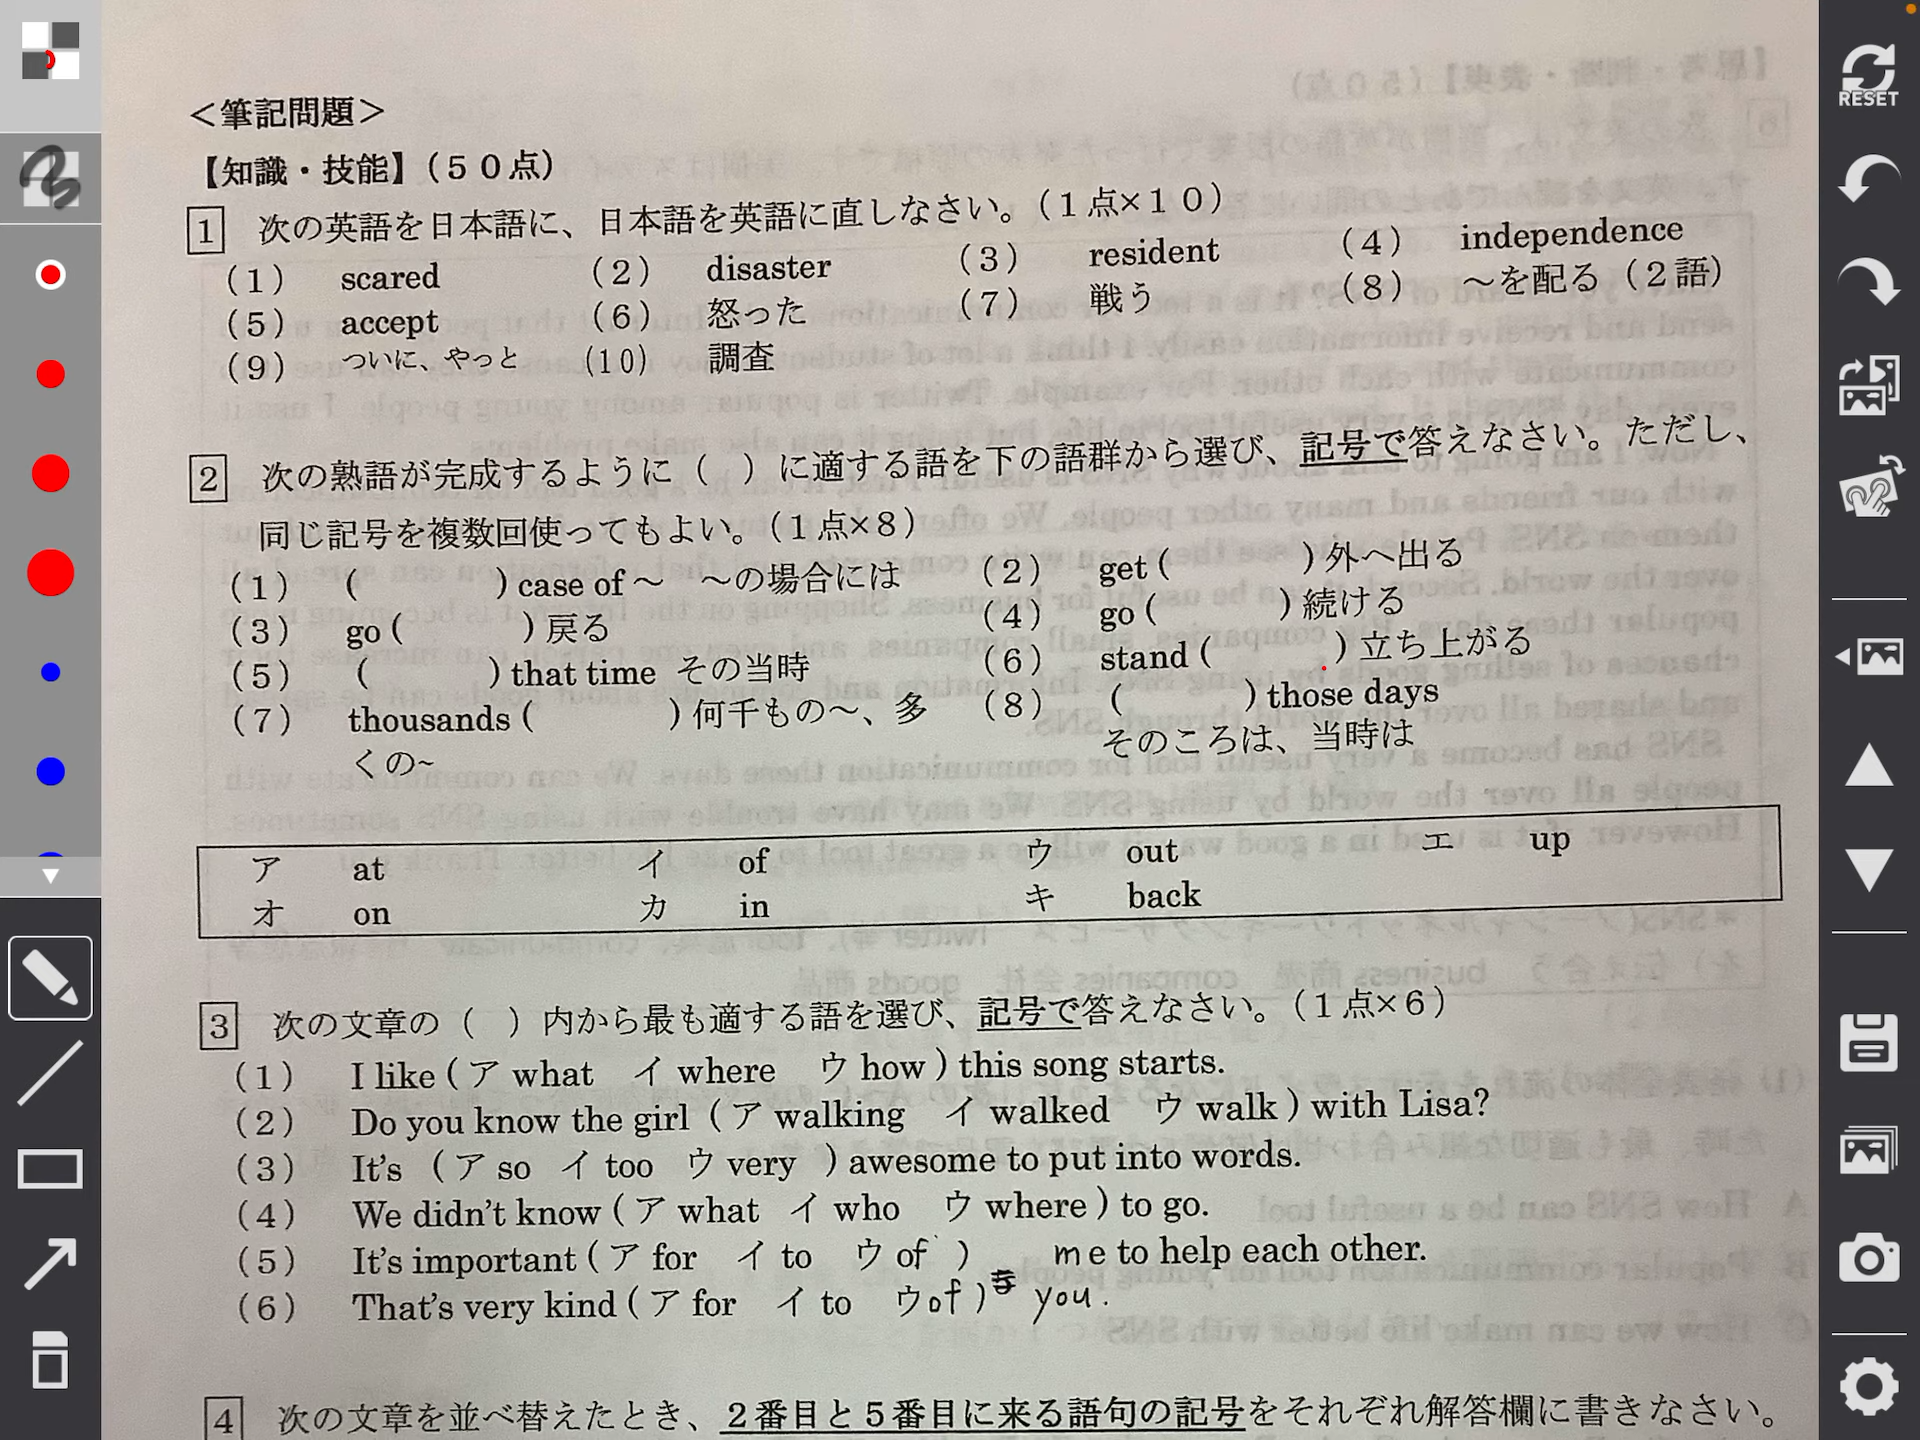 ＜筆記問題＞
【知識・技能】（５０点）
1 次の英語を日本語に、日本語を英語に直しなさい。（１点×１０）
（1） scared （2） disaster （3） resident （4） independence
（5） accept （6） 怒った （7） 戦う （8） ～を配る（２語）
（9） ついに、やっと （10） 調査
2 次の熟語が完成するように（ ）に適する語を下の語群から選び、記号で答えなさい。ただし、
同じ記号を複数回使ってもよい。（１点×８）
（1） （ ）case of～ ～の場合には （2） get（ ）外へ出る
（3） go（ ）戻る （4） go（ ）続ける
（5） （ ）that time その当時 （6） stand（ ）立ち上がる
（7） thousands（ ）何千もの～、多 （8） （ ）those days
くの~ そのころは、当時は
ア at イ of ウ out エ up
オ on カ in キ back
3 次の文章の（ ）内から最も適する語を選び、記号で答えなさい。（１点×６）
（1） I like（ア what イ where ウ how）this song starts.
（2） Do you know the girl （ア walking イ walked ウ walk）with Lisa?
（3） It's （ア so イ too ウ very ）awesome to put into words.
（4） We didn't know（ア what イ who ウ where）to go.
（5） It's important（ア for イ to ウ of ） me to help each other.
（6） That's very kind（ア for イ to ウ of） you.
4 次の文章を並べ替えたとき、２番目と５番目に来る語句の記号をそれぞれ解答欄に書きなさい。
RESET